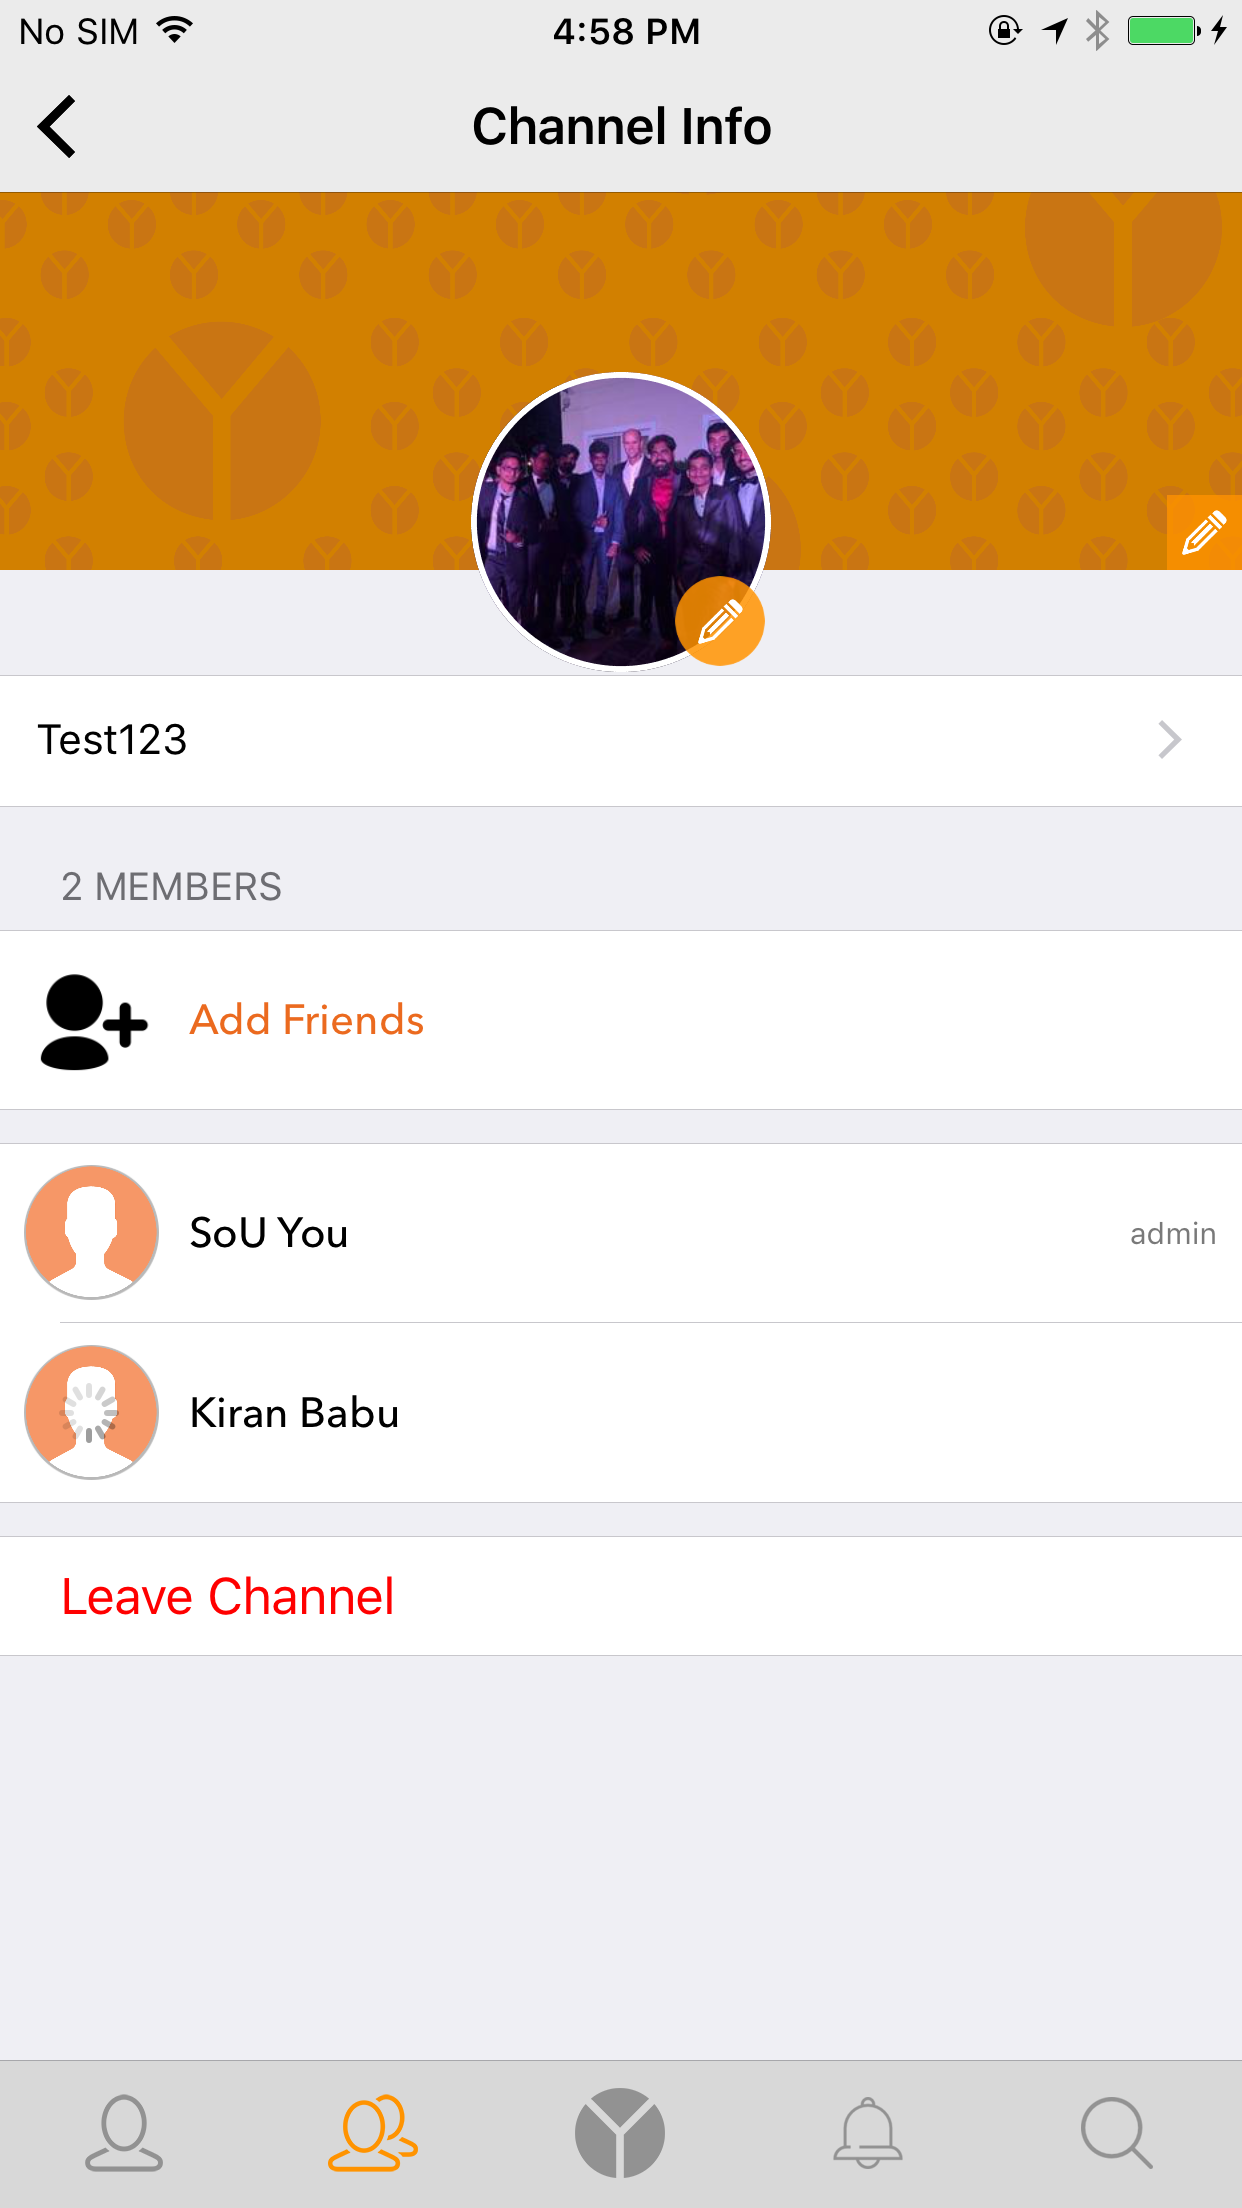 No SIM 4:58 PM
Channel Info
Test123
2 MEMBERS
Add Friends
SoU You admin
Kiran Babu
Leave Channel